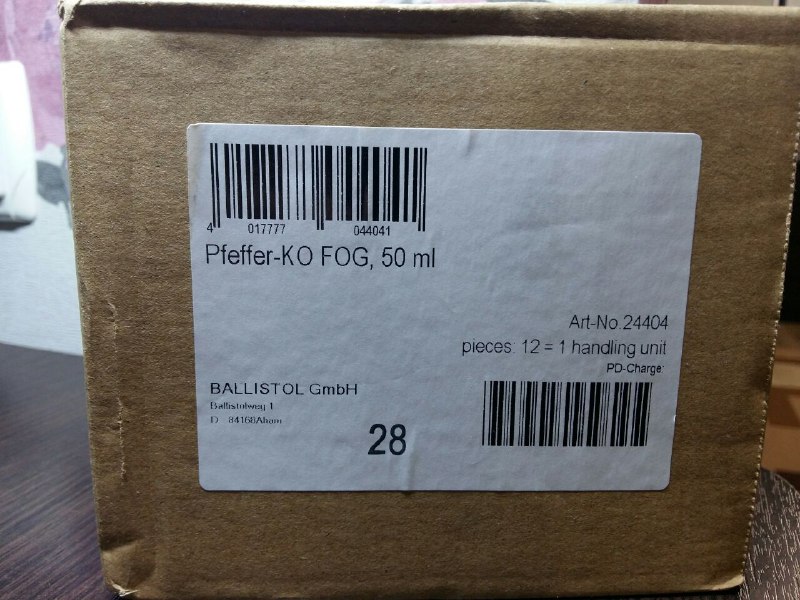 4 017777 044041
Pfeffer-KO FOG, 50 ml
Art-No.24404
pieces: 12 = 1 handling unit
PD-Charge:
BALLISTOL GmbH
Ballistolweg 1
D 84168Aham
28